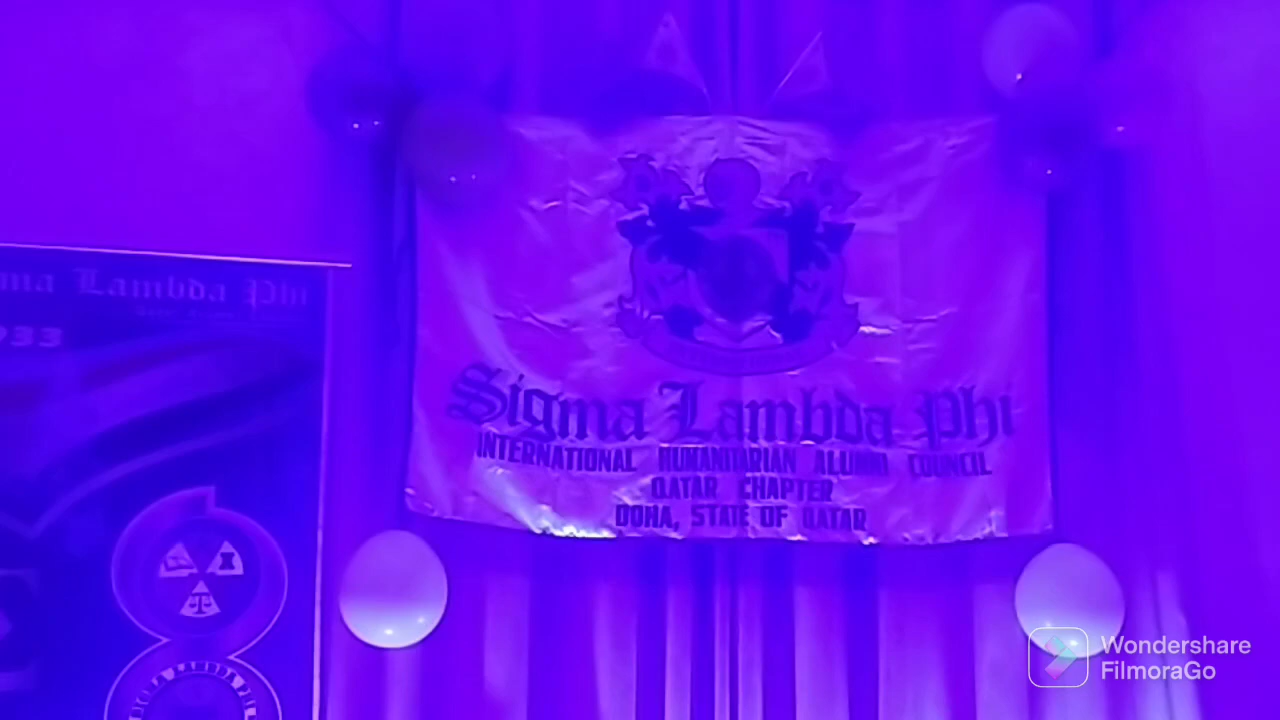 Sigma Lambda Phi
INTERNATIONAL HUMANITARIAN ALUMNI COUNCIL
QATAR CHAPTER
DOHA, STATE OF QATAR
ma Lambda Phi
933
Wondershare
FilmoraGo